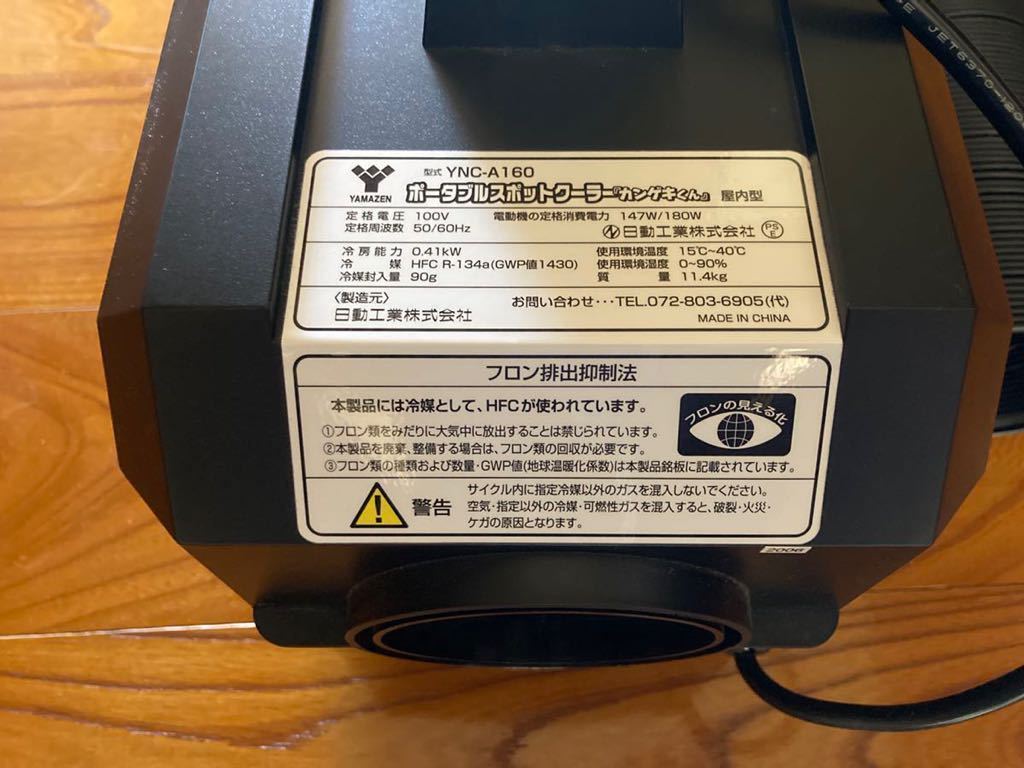 E JET6370-120
YAMAZEN
型式 YNC-A160
ポータブルスポットクーラー『カンゲキくん』 屋内型
定格電圧 100V 電動機の定格消費電力 147W/180W
定格周波数 50/60Hz 日動工業株式会社 PSE
冷房能力 0.41kW 使用環境温度 15℃~40℃
冷媒 HFC R-134a(GWP値1430) 使用環境湿度 0~90%
冷媒封入量 90g 質量 11.4kg
〈製造元〉 お問い合わせ···TEL.072-803-6905(代)
日動工業株式会社 MADE IN CHINA
フロン排出抑制法
本製品には冷媒として、HFCが使われています。
フロンの見える化
①フロン類をみだりに大気中に放出することは禁じられています。
②本製品を廃棄、整備する場合は、フロン類の回収が必要です。
③フロン類の種類および数量·GWP値(地球温暖化係数)は本製品銘板に記載されています。
警告
サイクル内に指定冷媒以外のガスを混入しないでください。
空気·指定以外の冷媒·可燃性ガスを混入すると、破裂·火災·
ケガの原因となります。
2006